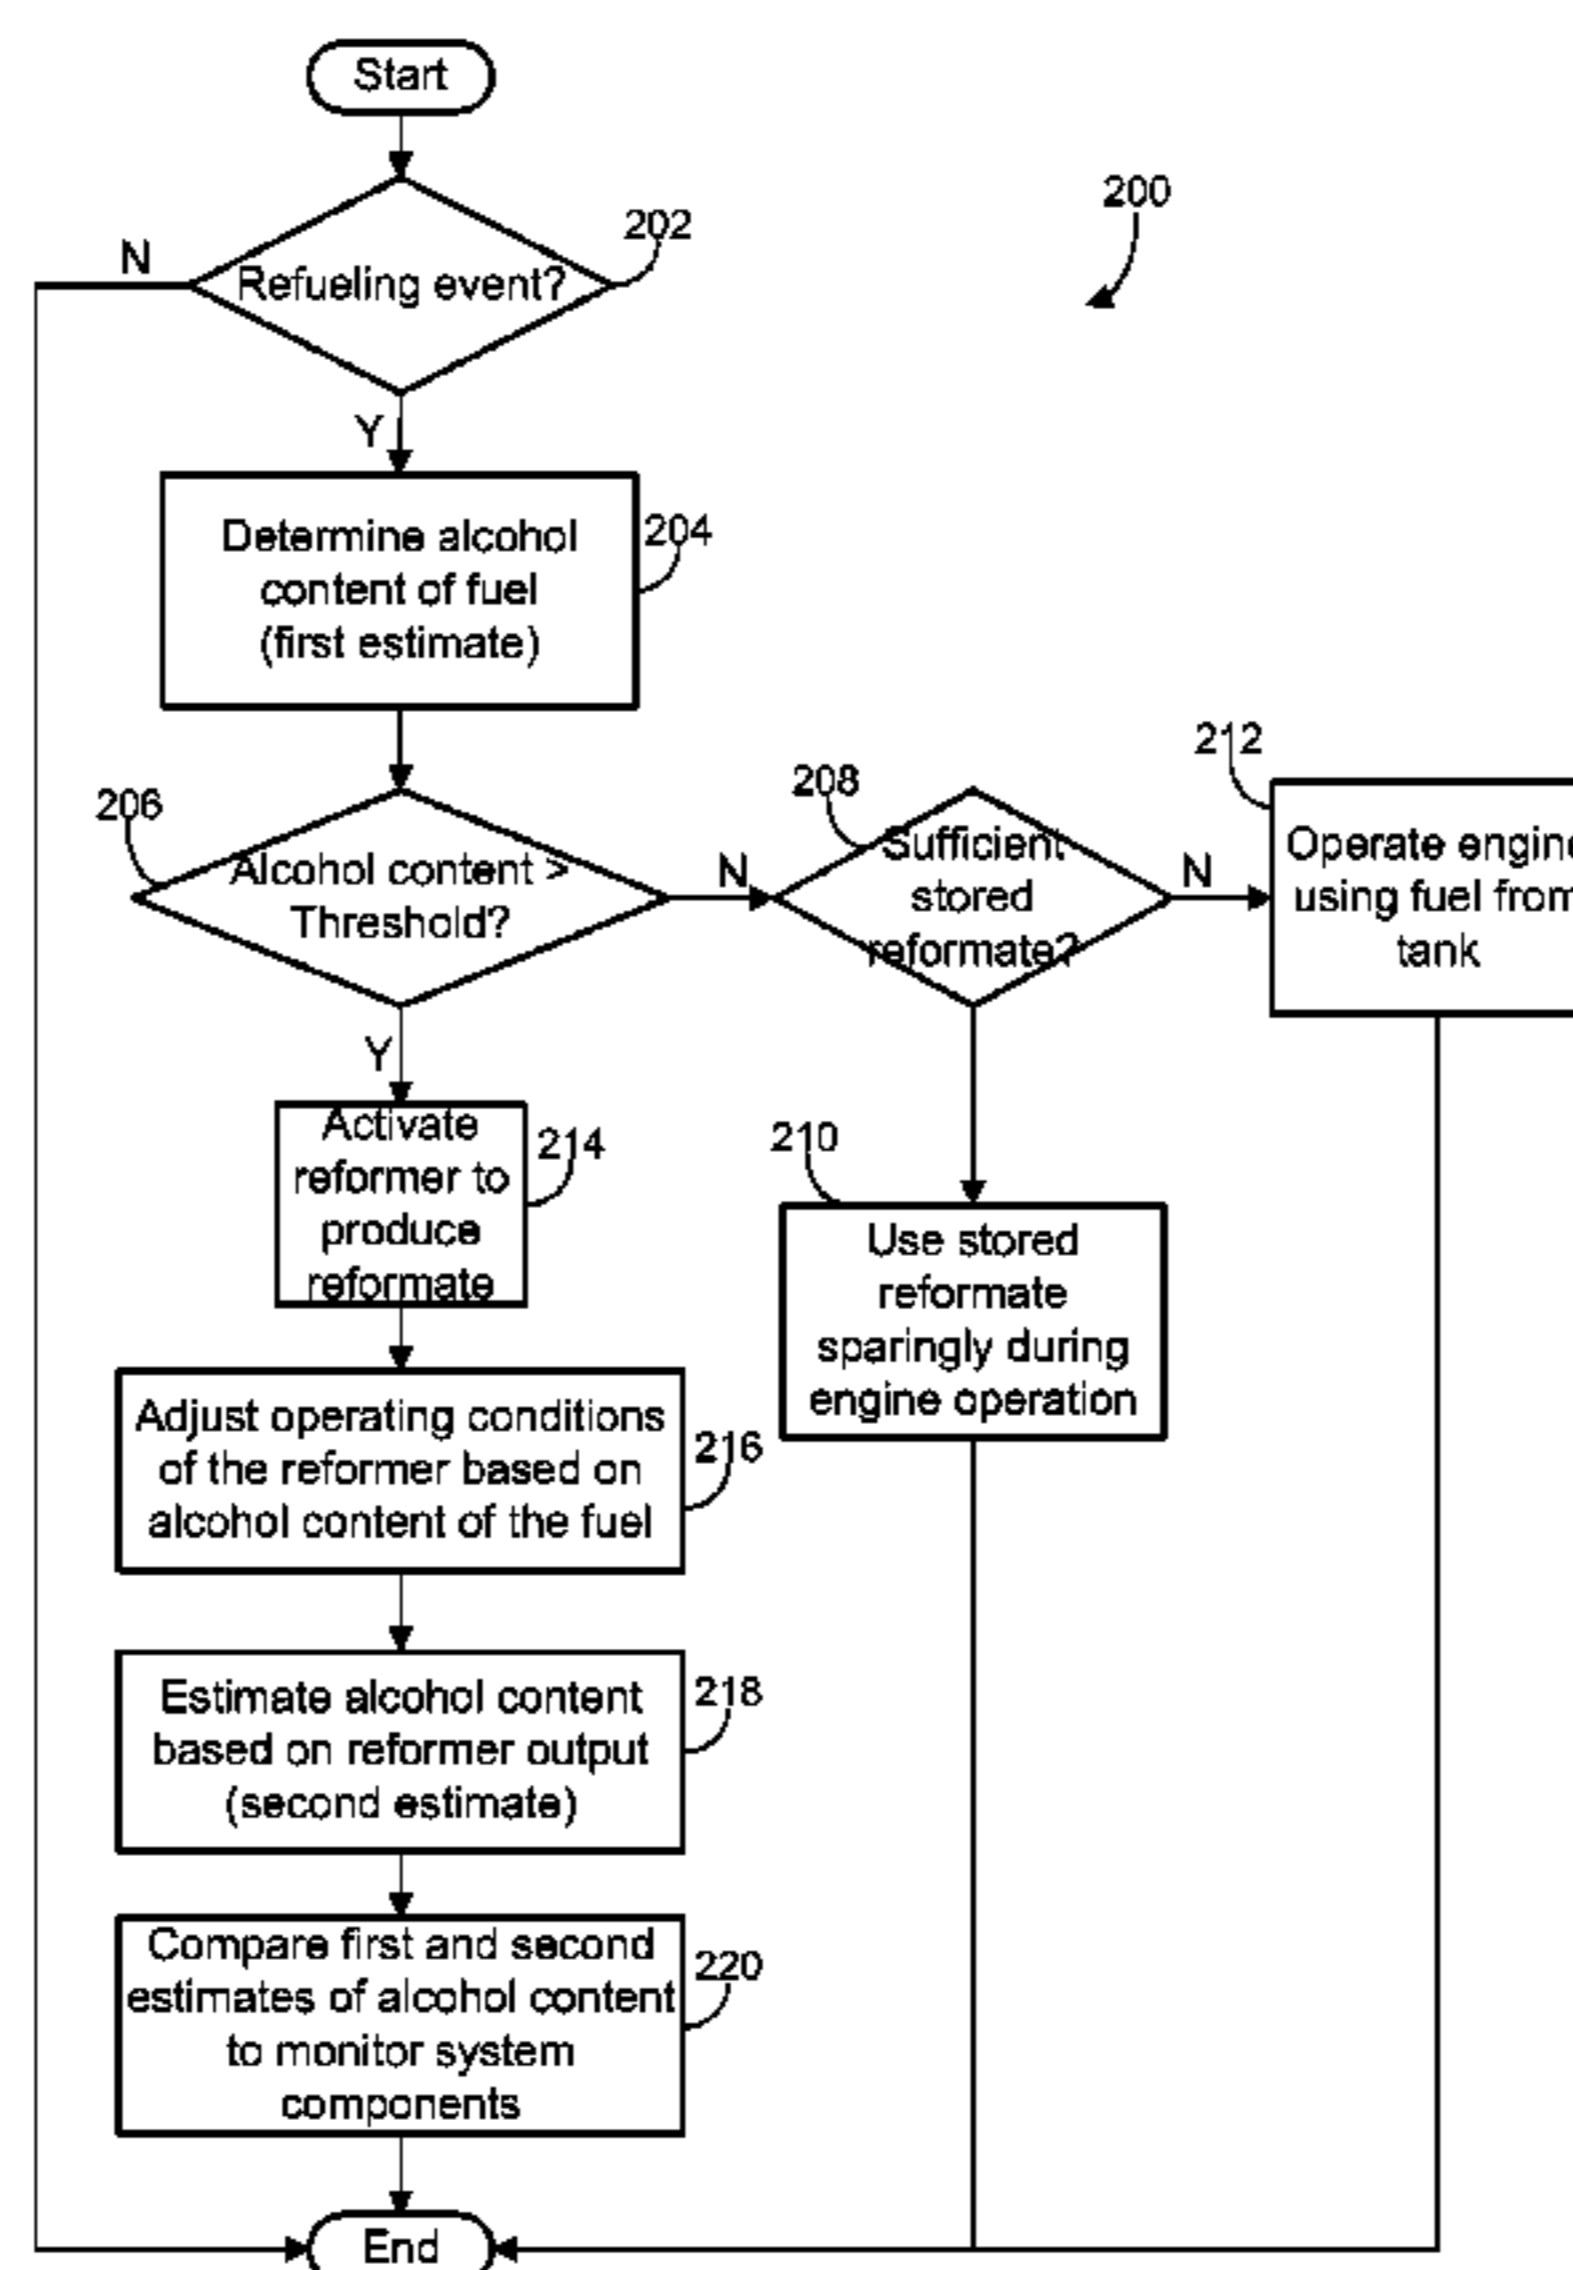 Start
200
202
N
Refueling event?
Y
Determine alcohol
content of fuel
(first estimate)
204
206
Alcohol content >
Threshold?
N
208
Sufficient
stored
reformate?
N
212
Operate engine
using fuel from
tank
Y
Activate
reformer to
produce
reformate
214
210
Use stored
reformate
sparingly during
engine operation
Adjust operating conditions
of the reformer based on
alcohol content of the fuel
216
Estimate alcohol content
based on reformer output
(second estimate)
218
Compare first and second
estimates of alcohol content
to monitor system
components
220
End